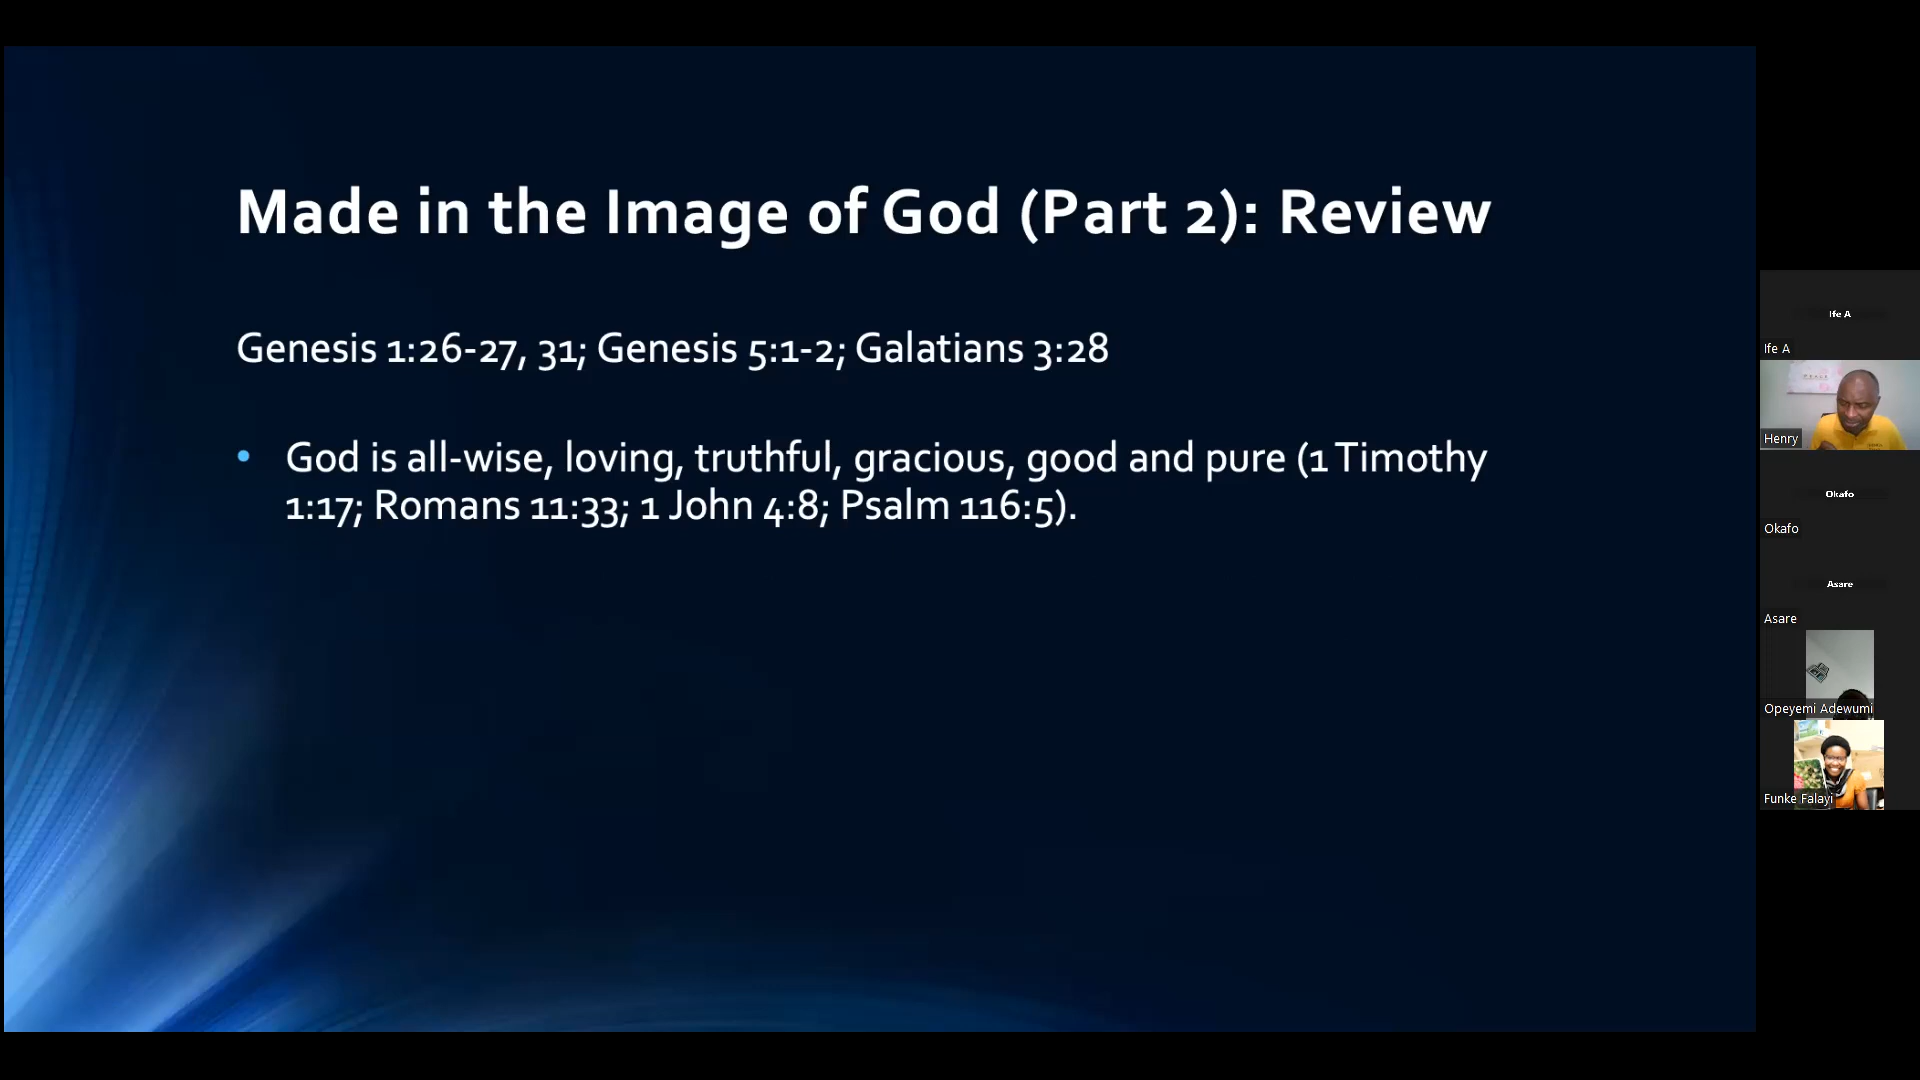 Made in the Image of God (Part 2): Review
Genesis 1:26-27, 31; Genesis 5:1-2; Galatians 3:28
• God is all-wise, loving, truthful, gracious, good and pure (1 Timothy
1:17; Romans 11:33; 1 John 4:8; Psalm 116:5).
Ife A
Ife A
Henry
Okafo
Okafo
Asare
Asare
Opeyemi Adewumi
Funke Falayi